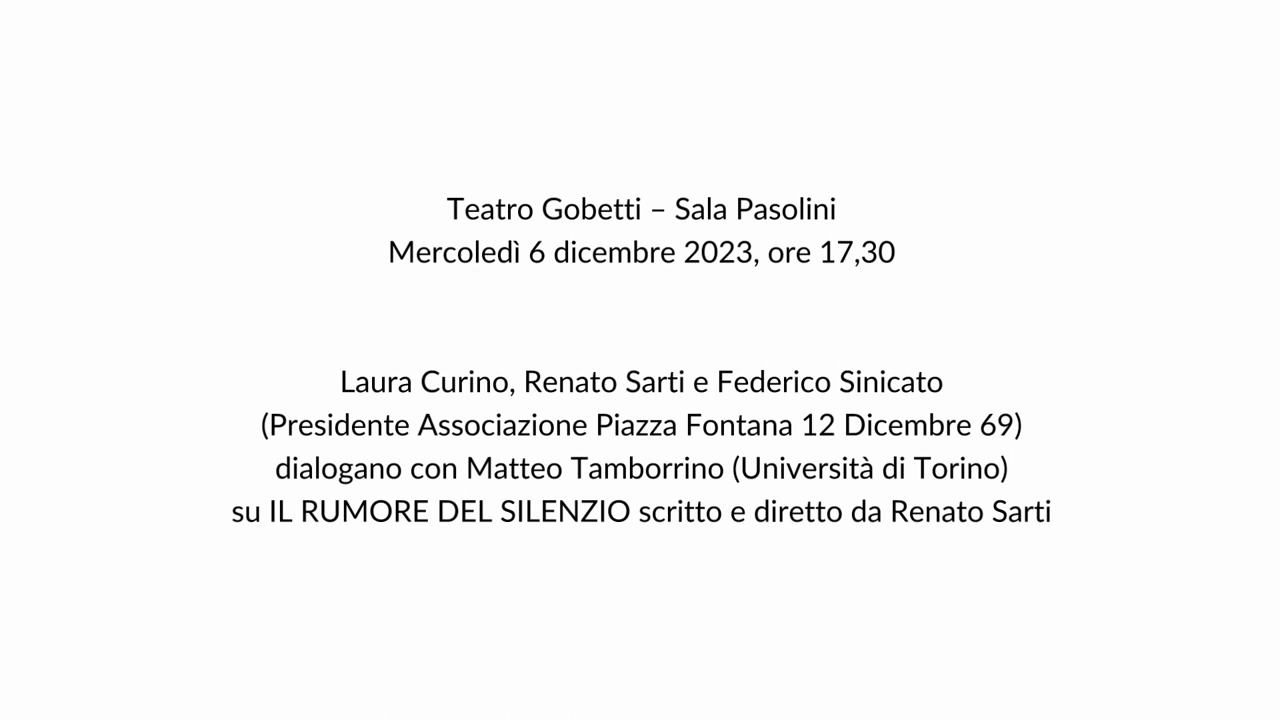 Teatro Gobetti – Sala Pasolini
Mercoledì 6 dicembre 2023, ore 17,30
Laura Curino, Renato Sarti e Federico Sinicato
(Presidente Associazione Piazza Fontana 12 Dicembre 69)
dialogano con Matteo Tamborrino (Università di Torino)
su IL RUMORE DEL SILENZIO scritto e diretto da Renato Sarti